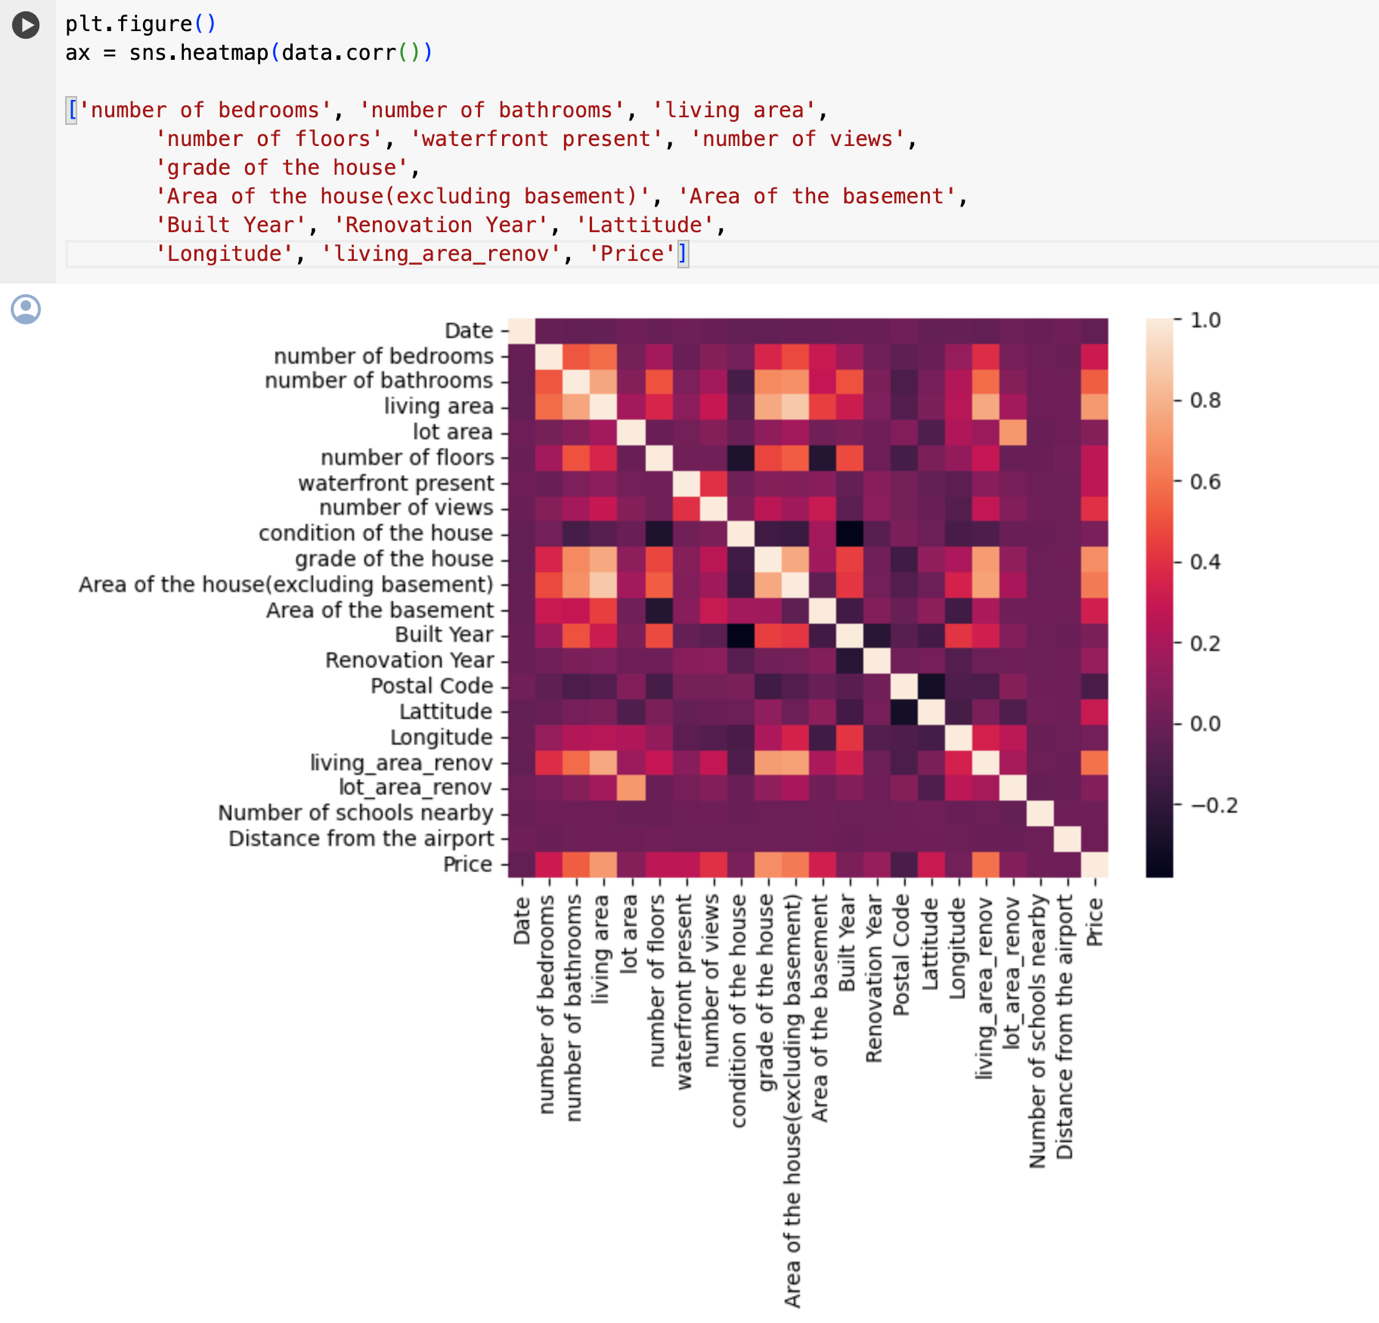 plt.figure()
ax = sns.heatmap(data.corr())
['number of bedrooms', 'number of bathrooms', 'living area',
'number of floors', 'waterfront present', 'number of views',
'grade of the house',
'Area of the house(excluding basement)', 'Area of the basement',
'Built Year', 'Renovation Year', 'Lattitude',
'Longitude', 'living_area_renov', 'Price']
Date
number of bedrooms
number of bathrooms
living area
lot area
number of floors
waterfront present
number of views
condition of the house
grade of the house
Area of the house(excluding basement)
Area of the basement
Built Year
Renovation Year
Postal Code
Lattitude
Longitude
living_area_renov
lot_area_renov
Number of schools nearby
Distance from the airport
Price
1.0
0.8
0.6
0.4
0.2
0.0
−0.2
Date
number of bedrooms
number of bathrooms
living area
lot area
number of floors
waterfront present
number of views
condition of the house
grade of the house
Area of the house(excluding basement)
Area of the basement
Built Year
Renovation Year
Postal Code
Lattitude
Longitude
living_area_renov
lot_area_renov
Number of schools nearby
Distance from the airport
Price